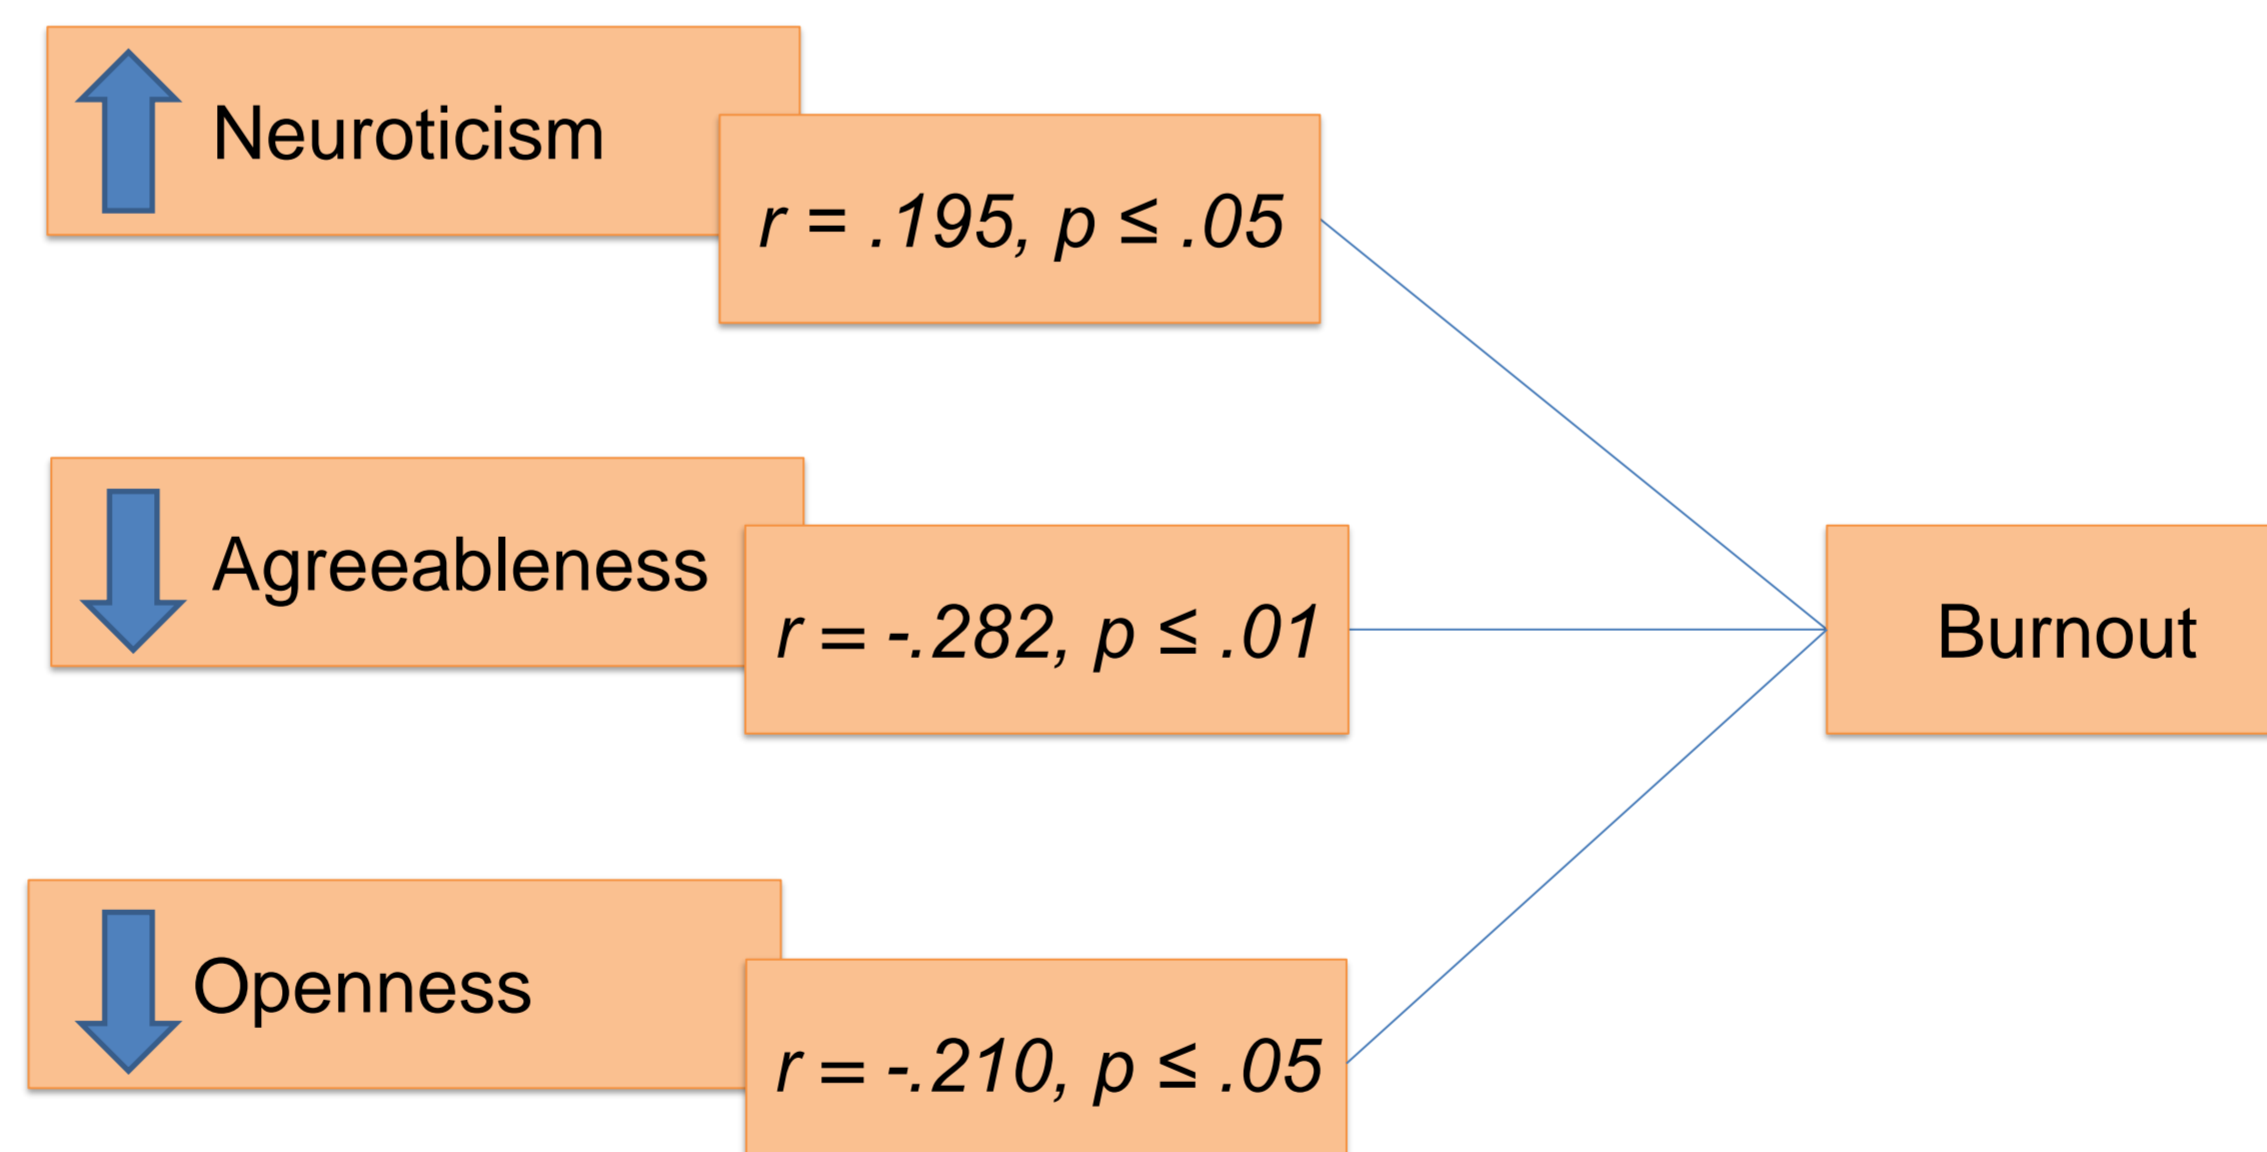 Neuroticism
r = .195, p ≤ .05
Agreeableness
r = -.282, p ≤ .01
Burnout
Openness
r = -.210, p ≤ .05